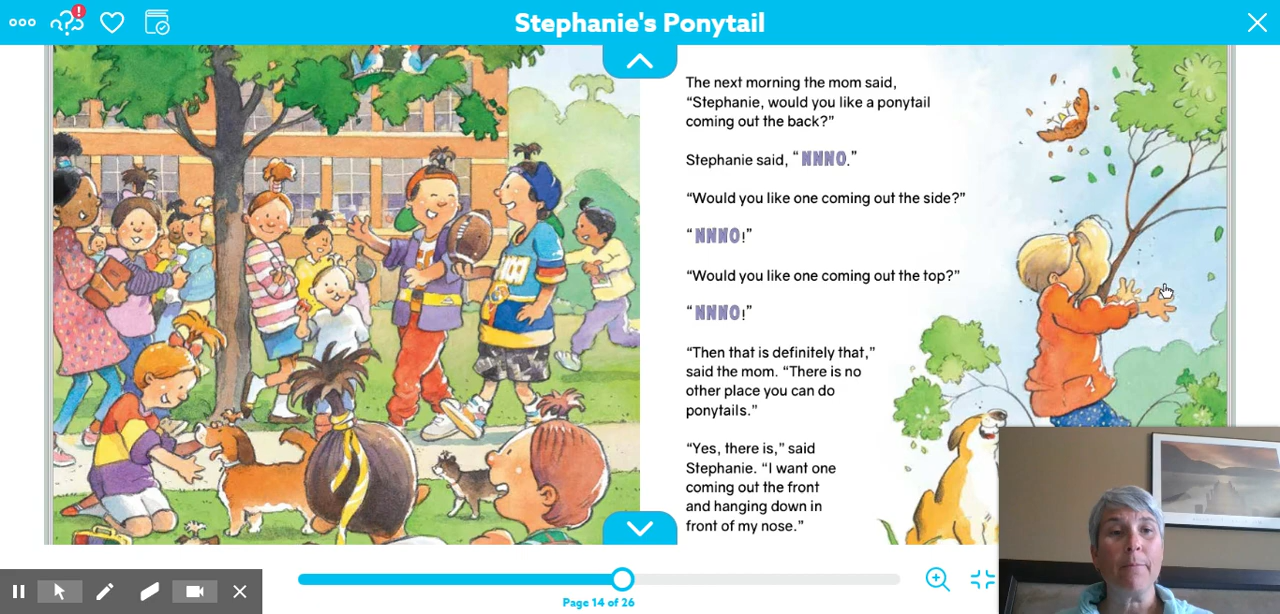 Stephanie's Ponytail
The next morning the mom said,
“Stephanie, would you like a ponytail
coming out the back?”
Stephanie said, “NNNO.”
“Would you like one coming out the side?”
“NNNO!”
“Would you like one coming out the top?”
“NNNO!”
“Then that is definitely that,”
said the mom. “There is no
other place you can do
ponytails.”
“Yes, there is,” said
Stephanie. “I want one
coming out the front
and hanging down in
front of my nose.”
Page 14 of 26